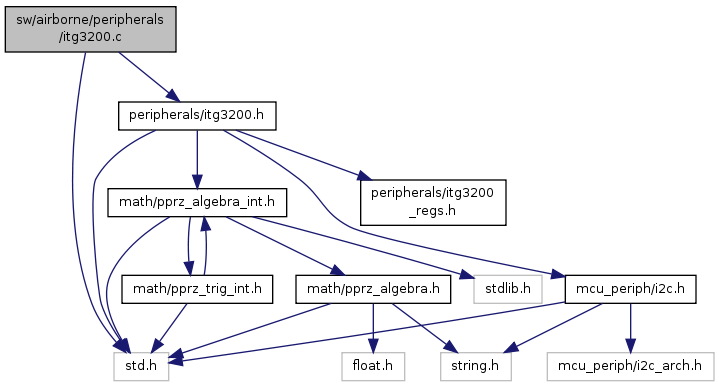 sw/airborne/peripherals
/itg3200.c
peripherals/itg3200.h
peripherals/itg3200
_regs.h
math/pprz_algebra_int.h
math/pprz_trig_int.h
math/pprz_algebra.h
stdlib.h
mcu_periph/i2c.h
std.h
float.h
string.h
mcu_periph/i2c_arch.h